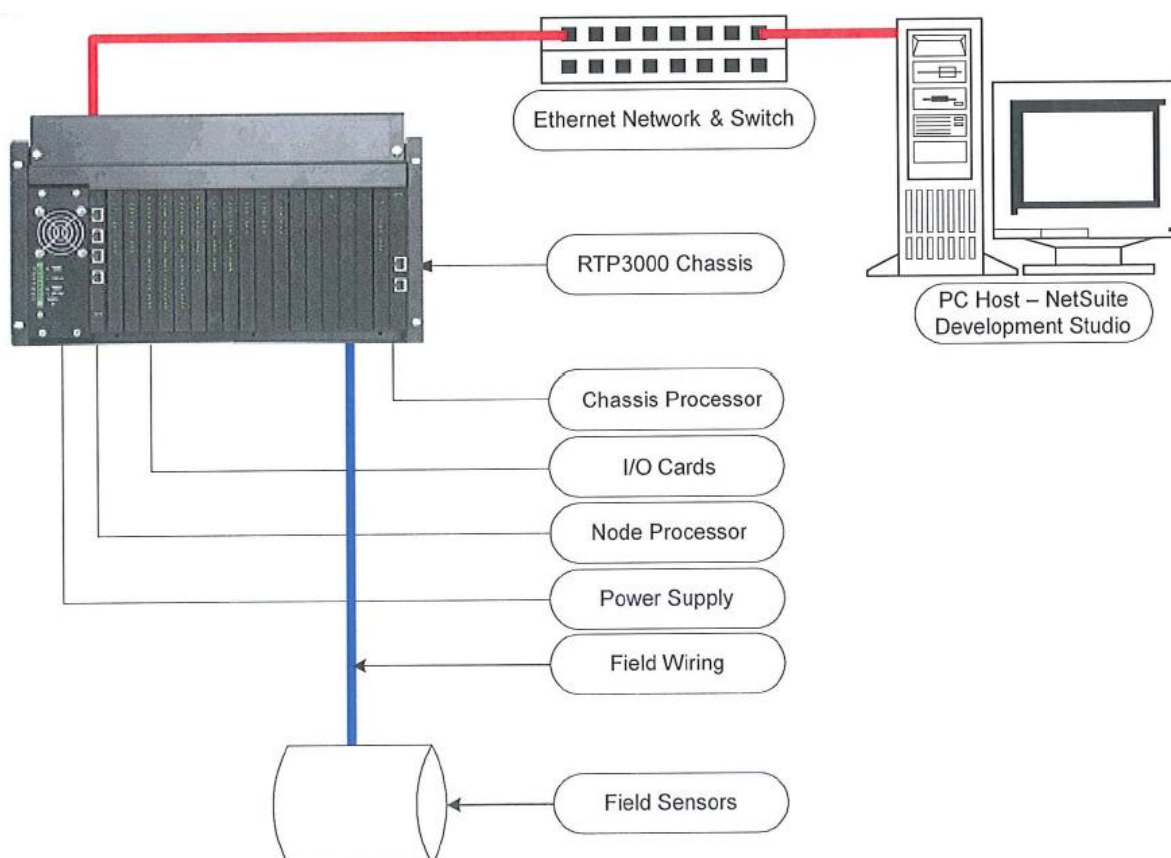 Ethernet Network & Switch
RTP3000 Chassis
PC Host – NetSuite
Development Studio
Chassis Processor
I/O Cards
Node Processor
Power Supply
Field Wiring
Field Sensors